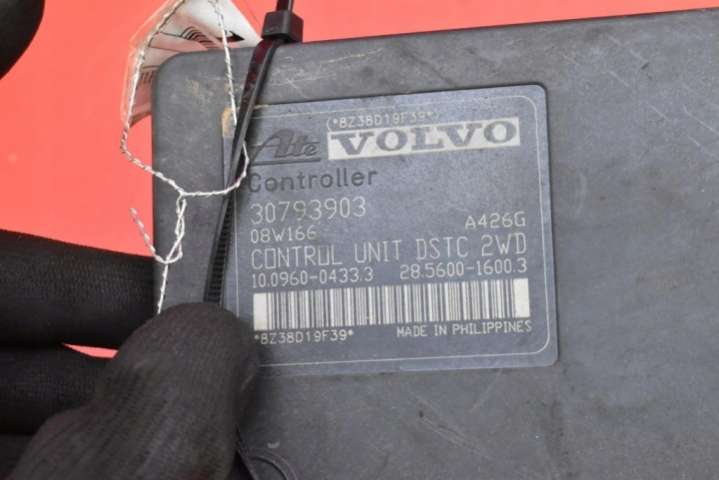 (*8Z38D19F39*)
Ate VOLVO
Controller
30793903
08W166 A426G
CONTROL UNIT DSTC 2WD
10.0960-0433.3 28.5600-1600.3
*8Z38D19F39* MADE IN PHILIPPINES